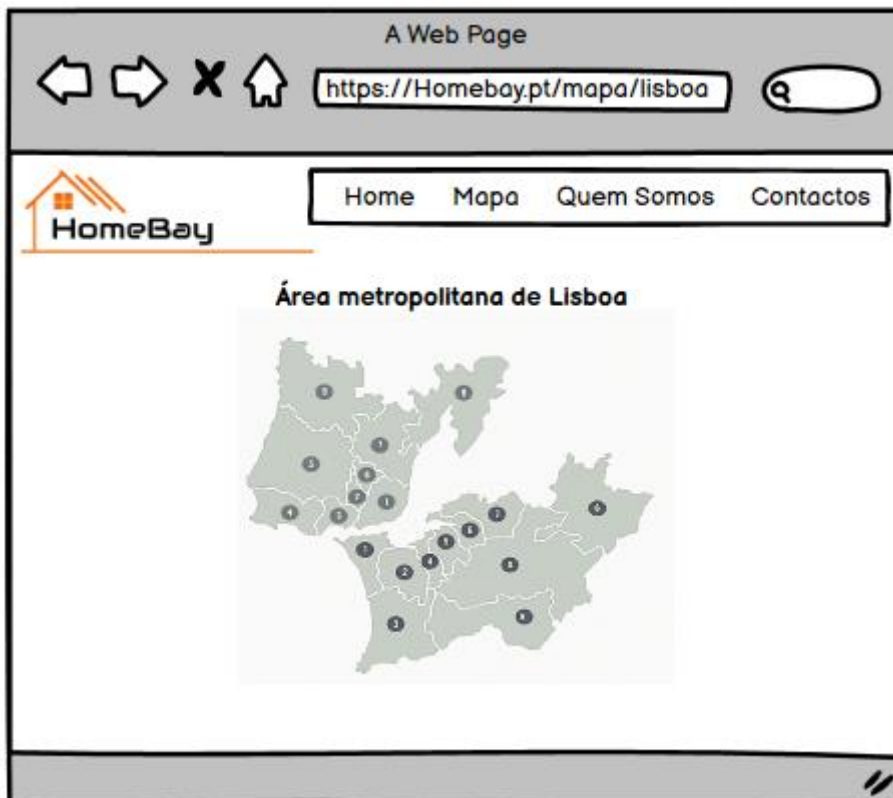 A Web Page
https://Homebay.pt/mapa/lisboa
HomeBay
Home Mapa Quem Somos Contactos
Área metropolitana de Lisboa